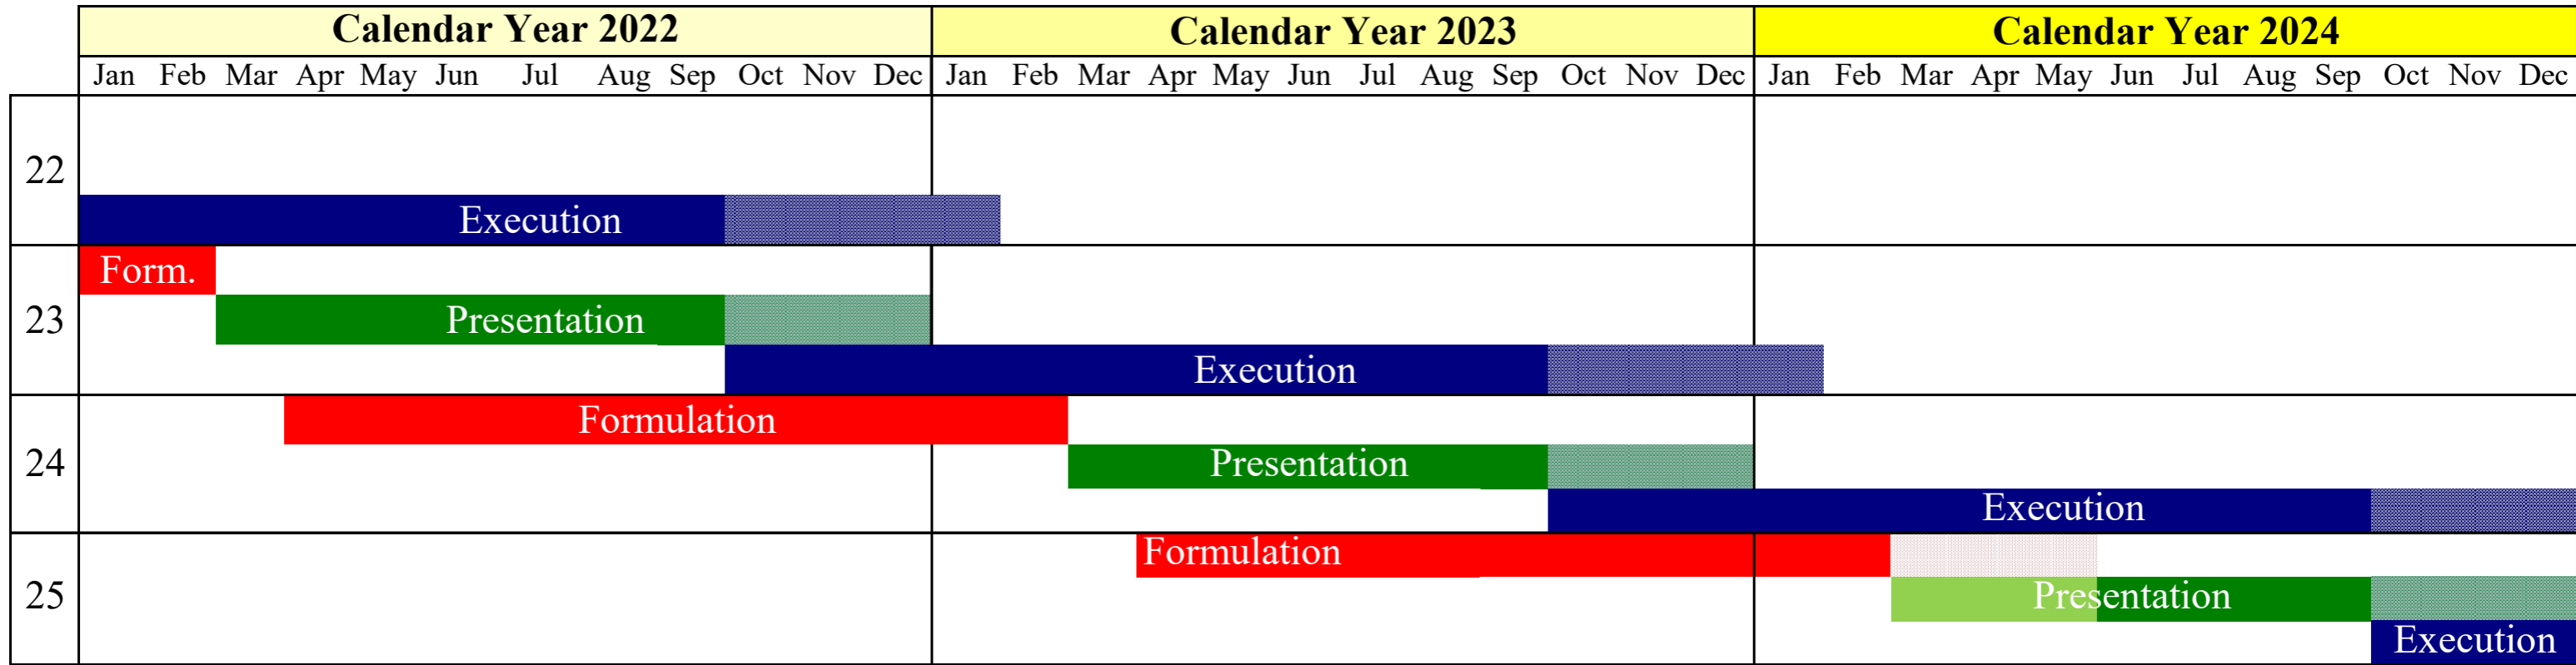 Calendar Year 2022 Calendar Year 2023 Calendar Year 2024
Jan Feb Mar Apr May Jun Jul Aug Sep Oct Nov Dec Jan Feb Mar Apr May Jun Jul Aug Sep Oct Nov Dec Jan Feb Mar Apr May Jun Jul Aug Sep Oct Nov Dec
22
Execution
Form.
23
Presentation
Execution
Formulation
24
Presentation
Execution
Formulation
25
Presentation
Execution